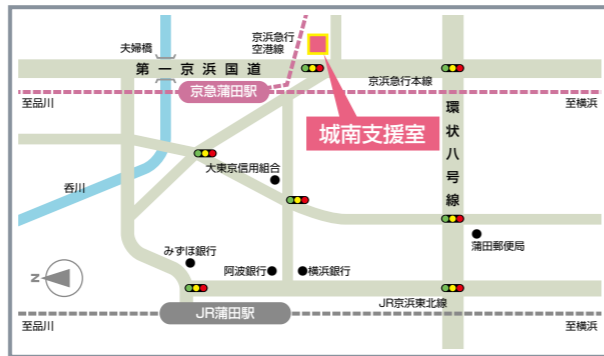 京浜急行
空港線
夫婦橋
第一京浜国道
京浜急行本線
京急蒲田駅
至品川
至横浜
城南支援室
環状八号線
大東京信用組合
呑川
蒲田郵便局
みずほ銀行
阿波銀行
横浜銀行
N
JR京浜東北線
JR蒲田駅
至品川
至横浜